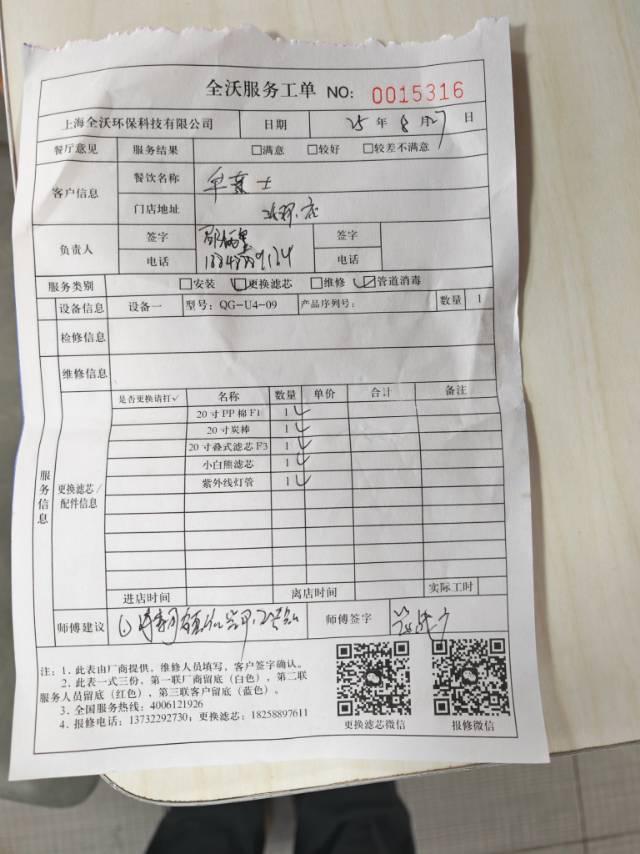 全沃服务工单 NO: 0015316
上海全沃环保科技有限公司 日期 25 年 8 月 27 日
餐厅意见 服务结果 □满意 □较好 □较差不满意
客户信息 餐饮名称
门店地址
负责人 签字 签字
电话 电话
服务类别 □安装 ☑更换滤芯 □维修 ☑管道消毒
设备信息 设备一 型号: QG-U4-09 产品序列号: 数量 1
检修信息
维修信息
服务信息
更换滤芯/配件信息
是否更换请打✓ 名称 数量 单价 合计 备注
20寸PP棉F1 1 ✓
20寸炭棒 1 ✓
20寸叠式滤芯F3 1 ✓
小白熊滤芯 1 ✓
紫外线灯管 1 ✓
进店时间 离店时间 实际工时
师傅建议 师傅签字
注: 1. 此表由厂商提供。维修人员填写,客户签字确认。
2. 此表一式三份。第一联厂商留底(白色),第二联
服务人员留底(红色),第三联客户留底(蓝色)。
3. 全国服务热线: 4006121926
4. 报修电话: 13732292730; 更换滤芯: 18258897611
更换滤芯微信 报修微信